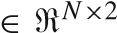 ∈ ℜ^{N×2}